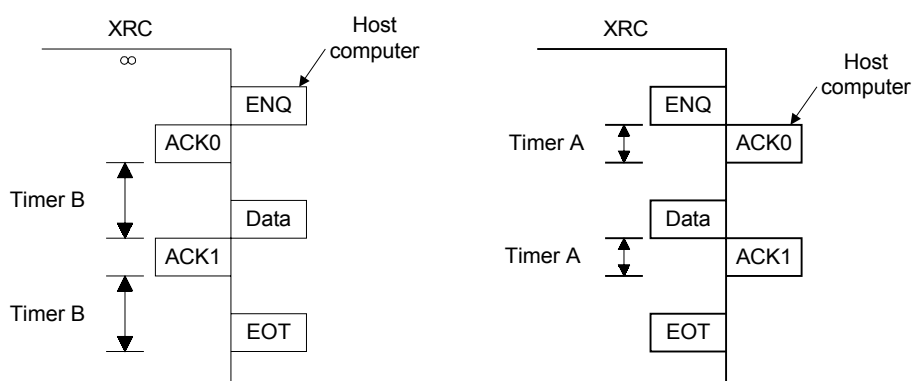 XRC
∞
Host
computer
ENQ
ACK0
Timer B
Data
ACK1
Timer B
EOT
XRC
Host
computer
ENQ
Timer A
ACK0
Data
Timer A
ACK1
EOT